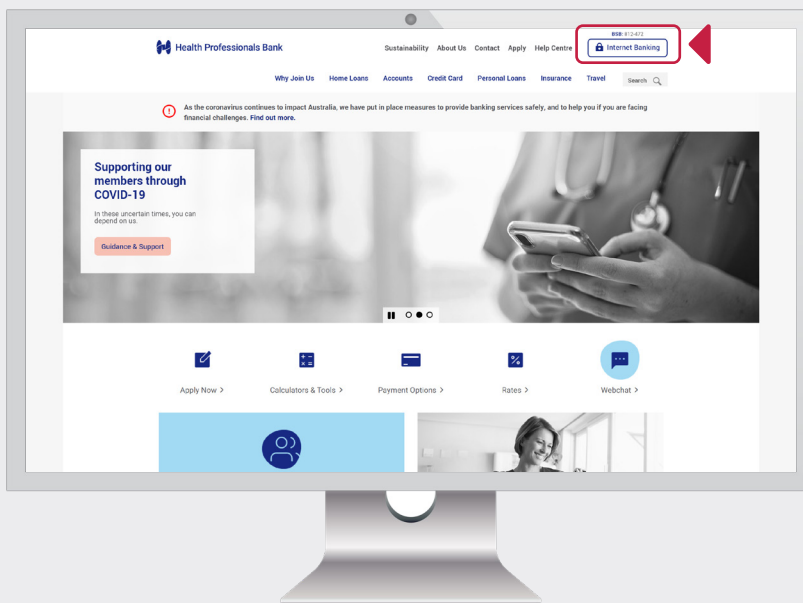 BSB: 812-472
Health Professionals Bank
Sustainability About Us Contact Apply Help Centre
Internet Banking
Why Join Us Home Loans Accounts Credit Card Personal Loans Insurance Travel Search
As the coronavirus continues to impact Australia, we have put in place measures to provide banking services safely, and to help you if you are facing
financial challenges. Find out more.
Supporting our
members through
COVID-19
In these uncertain times, you can
depend on us.
Guidance & Support
Apply Now >
Calculators & Tools >
Payment Options >
Rates >
Webchat >